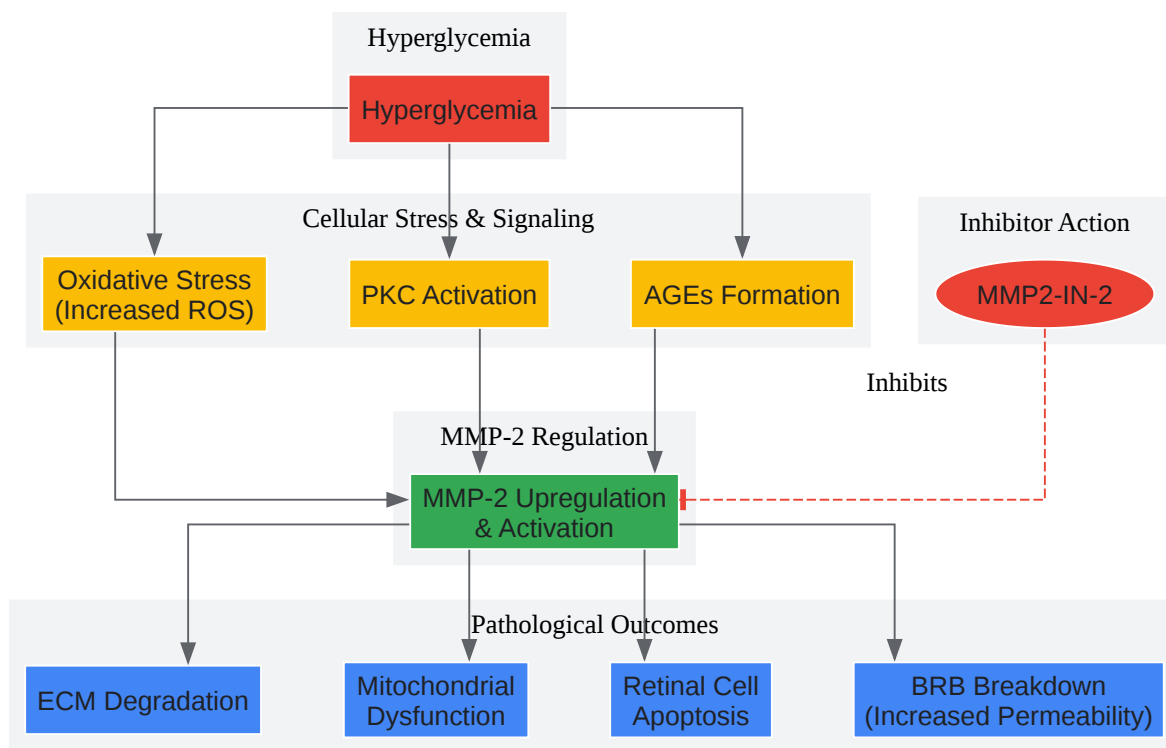 Hyperglycemia
Hyperglycemia
Cellular Stress & Signaling
Inhibitor Action
Oxidative Stress
(Increased ROS)
PKC Activation
AGEs Formation
MMP2-IN-2
Inhibits
MMP-2 Regulation
MMP-2 Upregulation
& Activation
Pathological Outcomes
ECM Degradation
Mitochondrial
Dysfunction
Retinal Cell
Apoptosis
BRB Breakdown
(Increased Permeability)